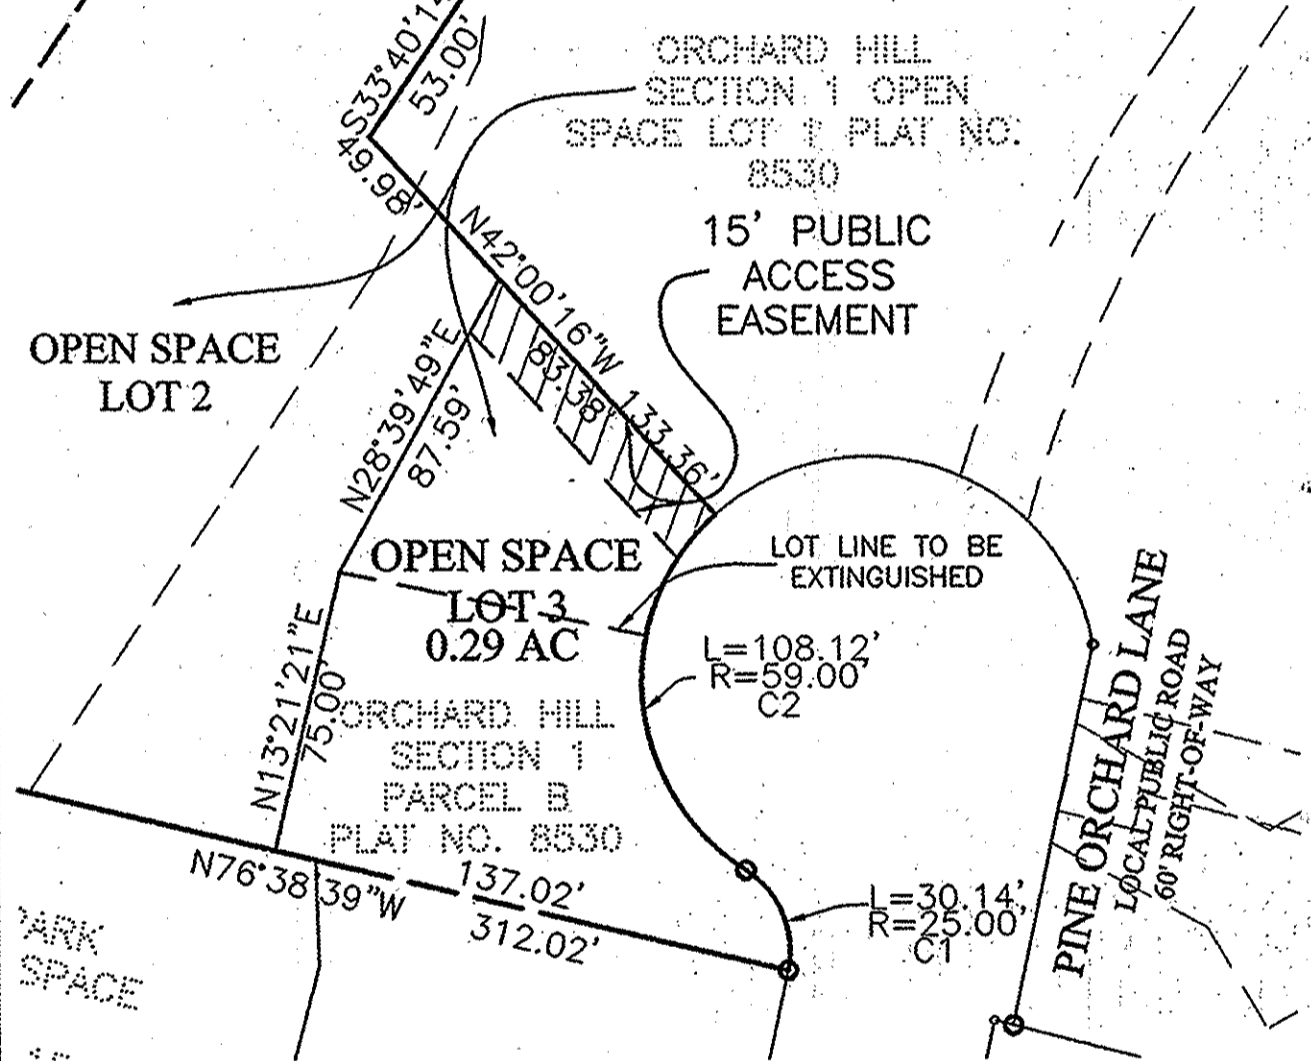 S33°40'14
53.00'
49.98'
ORCHARD HILL
SECTION 1 OPEN
SPACE LOT 1 PLAT NO.
8530
15' PUBLIC
ACCESS
EASEMENT
N42°00'16"W 133.36'
83.38'
OPEN SPACE
LOT 2
N28°39'49"E
87.59'
OPEN SPACE
LOT 3
0.29 AC
LOT LINE TO BE
EXTINGUISHED
L=108.12'
R=59.00'
C2
N13°21'21"E
75.00'
ORCHARD HILL
SECTION 1
PARCEL B
PLAT NO. 8530
PINE ORCHARD LANE
LOCAL PUBLIC ROAD
60' RIGHT-OF-WAY
N76°38'39"W
137.02'
312.02'
L=30.14'
R=25.00'
C1
PARK
SPACE